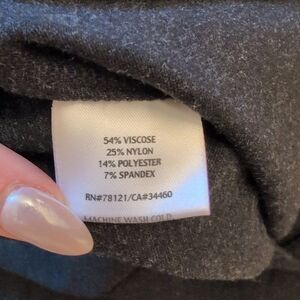 54% VISCOSE
25% NYLON
14% POLYESTER
7% SPANDEX
RN#78121/CA#34460
MACHINE WASH COLD